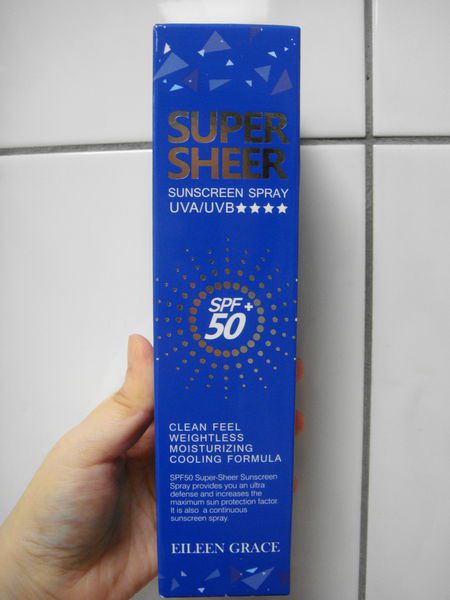 SUPER
SHEER
SUNSCREEN SPRAY
UVA/UVB★★★★
SPF +
50
CLEAN FEEL
WEIGHTLESS
MOISTURIZING
COOLING FORMULA
SPF50 Super-Sheer Sunscreen
Spray provides you an ultra
defense and increases the
maximum sun protection factor.
It is also a continuous
sunscreen spray.
EILEEN GRACE